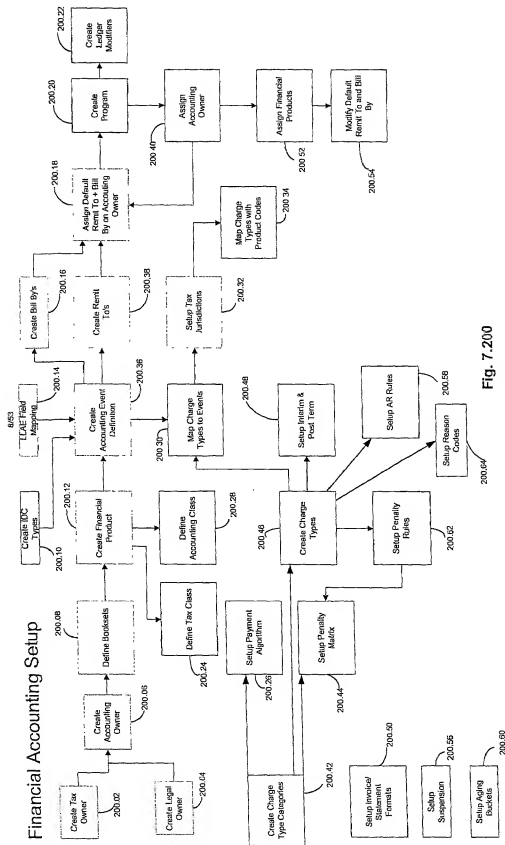 Financial Accounting Setup
Create Tax
Owner
200.02
Create Legal
Owner
200.04
Create
Accounting
Owner
200.06
Define Booksets
200.08
Create IDC
Types
200.10
Create Financial
Product
200.12
8/53
LLAE Field
Mapping
200.14
Create Bill By's
200.16
Assign Default
Remit To + Bill
By on Accouting
Owner
200.18
Create
Program
200.20
Create
Ledger
Modifiers
200.22
Define Tax Class
200.24
Define
Accounting Class
200.28
Create
Accounting Event
Definition
200.36
Create Remit
To's
200.38
Assign
Accounting
Owner
200 40
Assign Financial
Products
200.52
Modify Default
Remit To and Bill
By
200.54
Map Charge
Types to Events
200 30
Setup Tax
Jurisdictions
200.32
Map Charge
Types with
Product Codes
200 34
Setup Payment
Algorithm
200.26
Create Charge
Type Categories
200.42
Setup Penalty
Matrix
200.44
Create Charge
Types
200.46
Setup Interim &
Post Term
200.48
Setup AR Rules
200.58
Setup Reason
Codes
200.64
Setup Penalty
Rules
200.62
Setup Invoice/
Statement
Formats
200.50
Setup
Suspension
200.56
Setup Aging
Buckets
200.60
Fig. 7.200